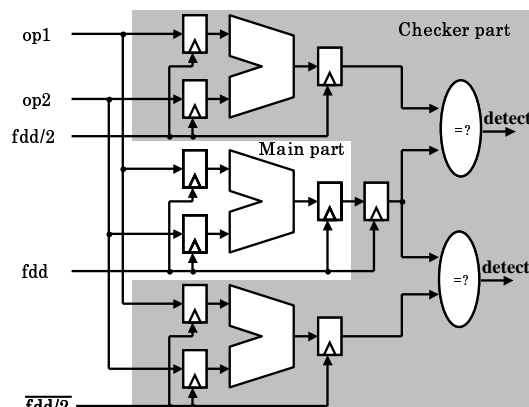 op1
Checker part
op2
detect
=?
fdd/2
Main part
fdd
detect
=?
fdd/2